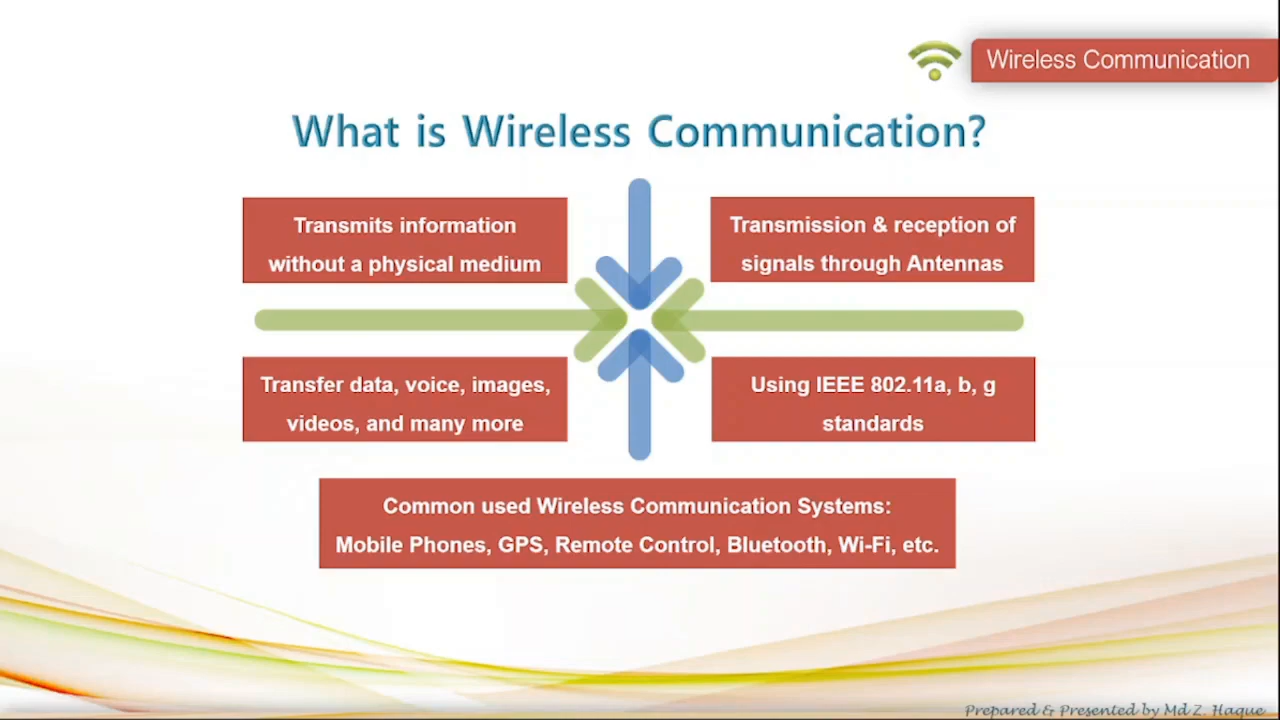 Wireless Communication
What is Wireless Communication?
Transmits information
without a physical medium
Transmission & reception of
signals through Antennas
Transfer data, voice, images,
videos, and many more
Using IEEE 802.11a, b, g
standards
Common used Wireless Communication Systems:
Mobile Phones, GPS, Remote Control, Bluetooth, Wi-Fi, etc.
Prepared & Presented by Md Z. Haque